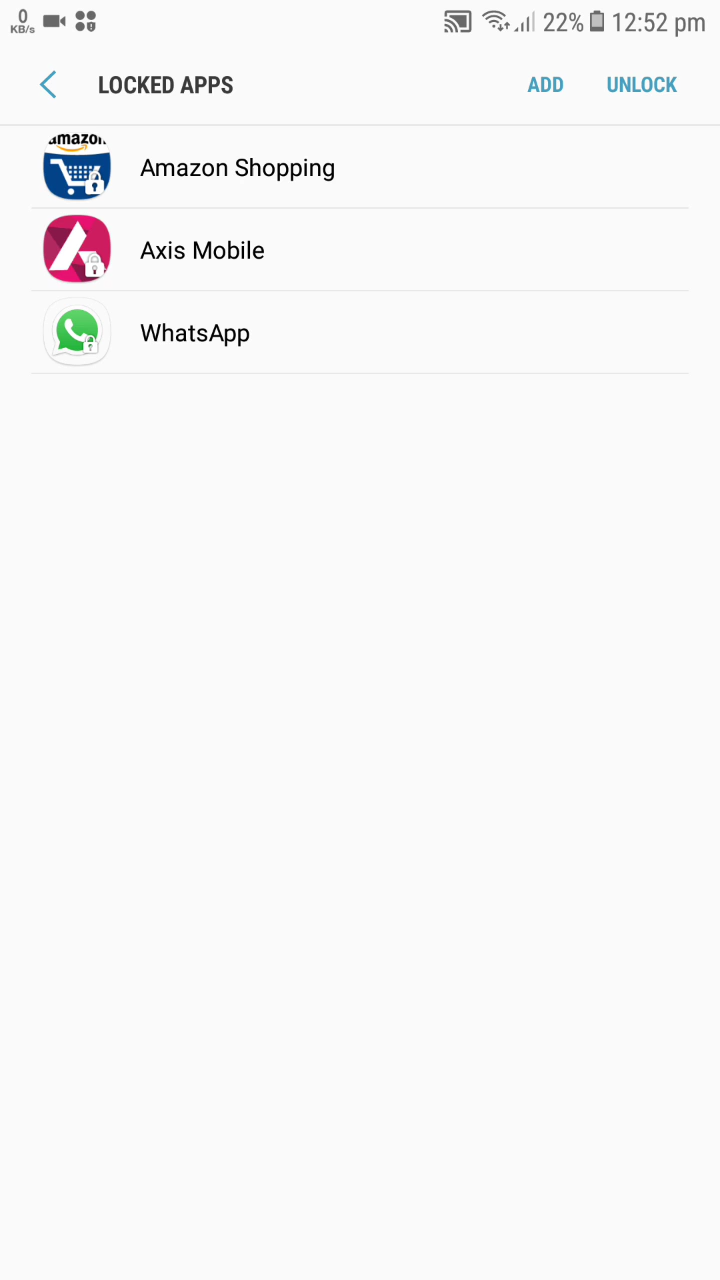 0
KB/s
22% 12:52 pm
LOCKED APPS ADD UNLOCK
amazon
Amazon Shopping
Axis Mobile
WhatsApp